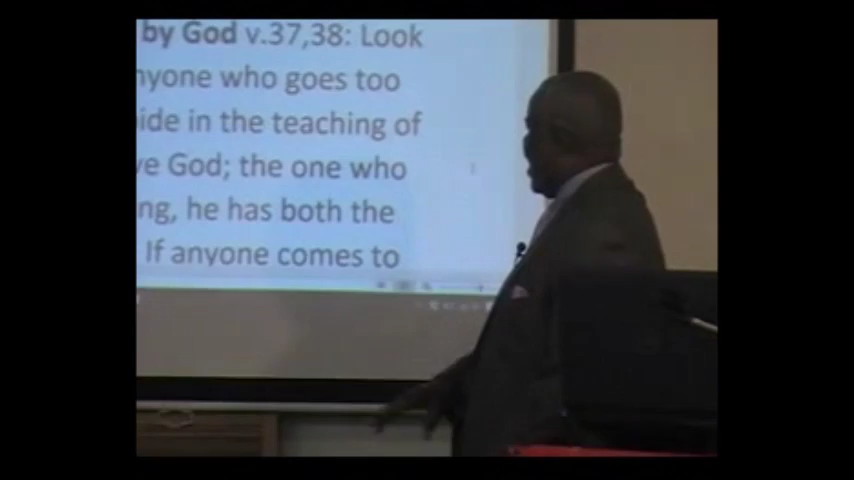 by God v.37,38: Look
nyone who goes too
ide in the teaching of
ve God; the one who
ng, he has both the
If anyone comes to